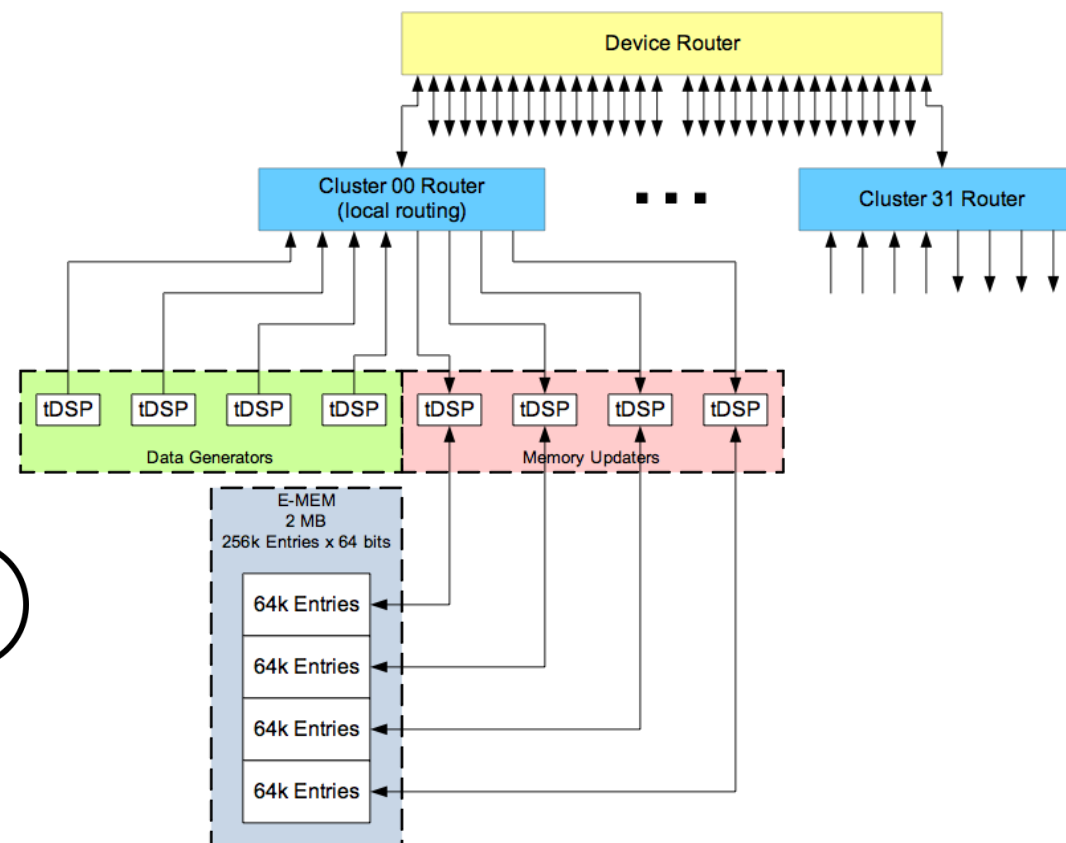 Device Router
Cluster 00 Router
(local routing)
Cluster 31 Router
tDSP
tDSP
tDSP
tDSP
tDSP
tDSP
tDSP
tDSP
Data Generators
Memory Updaters
E-MEM
2 MB
256k Entries x 64 bits
64k Entries
64k Entries
64k Entries
64k Entries